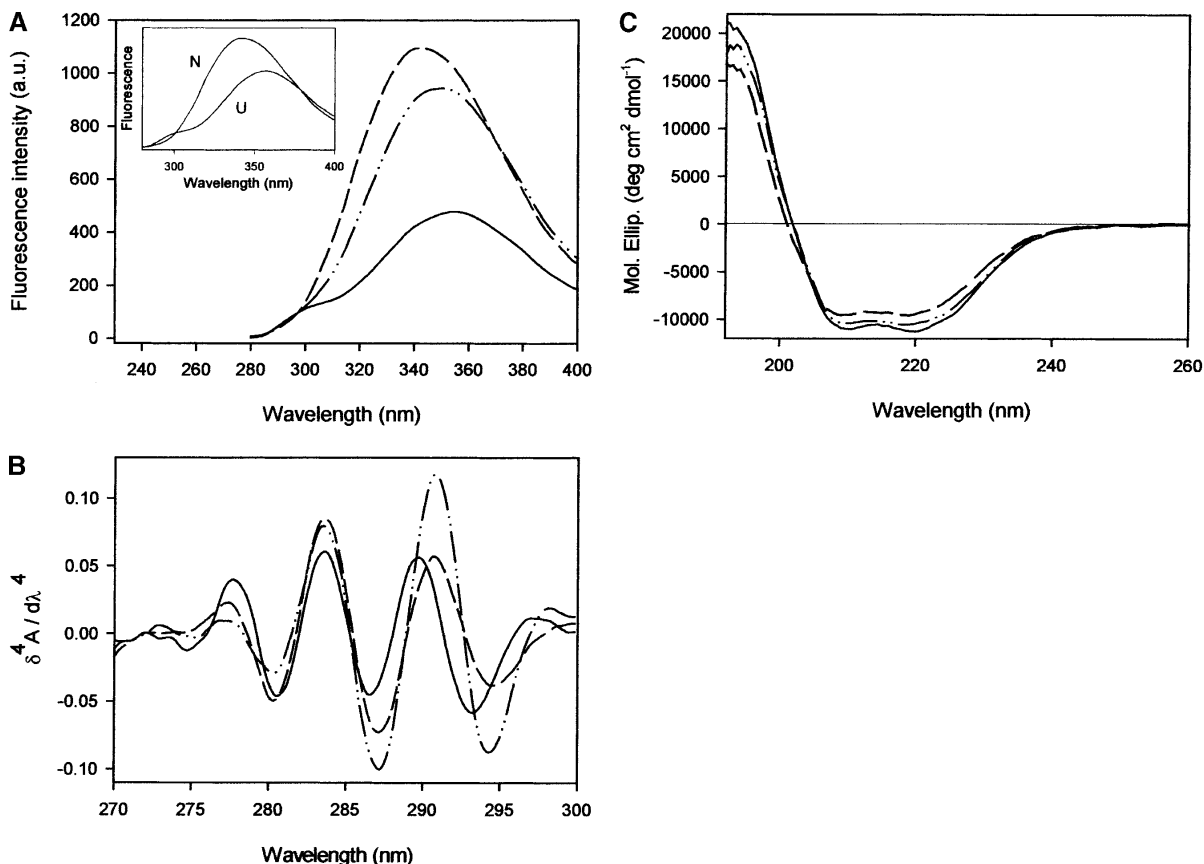 A
Fluorescence intensity (a.u.)
1200
1000
800
600
400
200
0
240 260 280 300 320 340 360 380 400
Wavelength (nm)
Fluorescence
N
U
300 350 400
Wavelength (nm)
B
δ⁴A / dλ⁴
0.10
0.05
0.00
-0.05
-0.10
270 275 280 285 290 295 300
Wavelength (nm)
C
Mol. Ellip. (deg cm² dmol⁻¹)
20000
15000
10000
5000
0
-5000
-10000
200 220 240 260
Wavelength (nm)